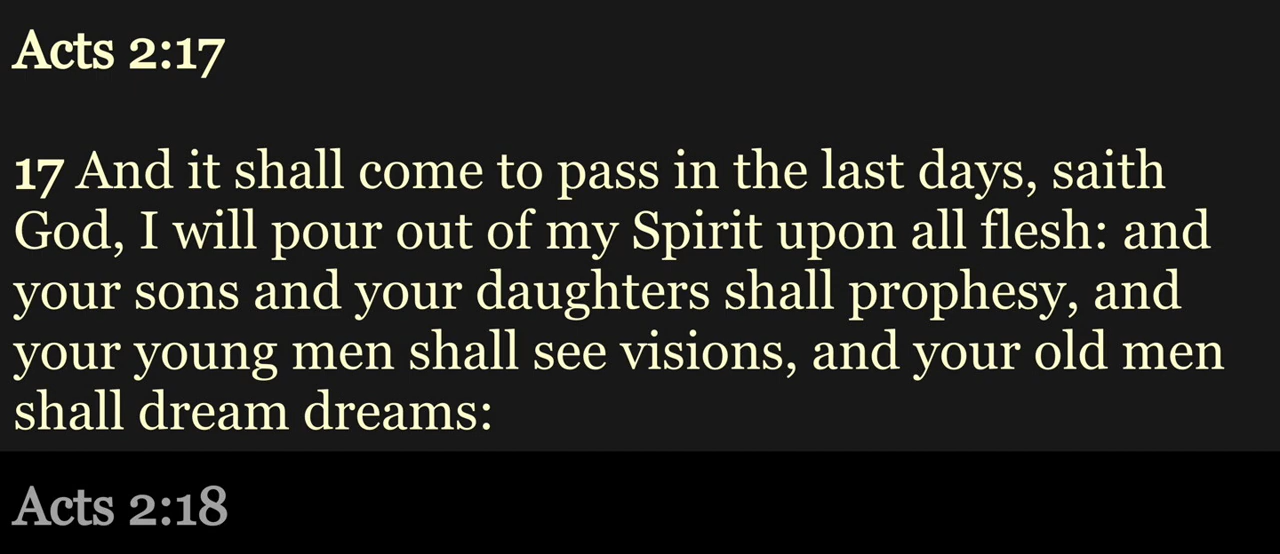 Acts 2:17
17 And it shall come to pass in the last days, saith
God, I will pour out of my Spirit upon all flesh: and
your sons and your daughters shall prophesy, and
your young men shall see visions, and your old men
shall dream dreams:
Acts 2:18